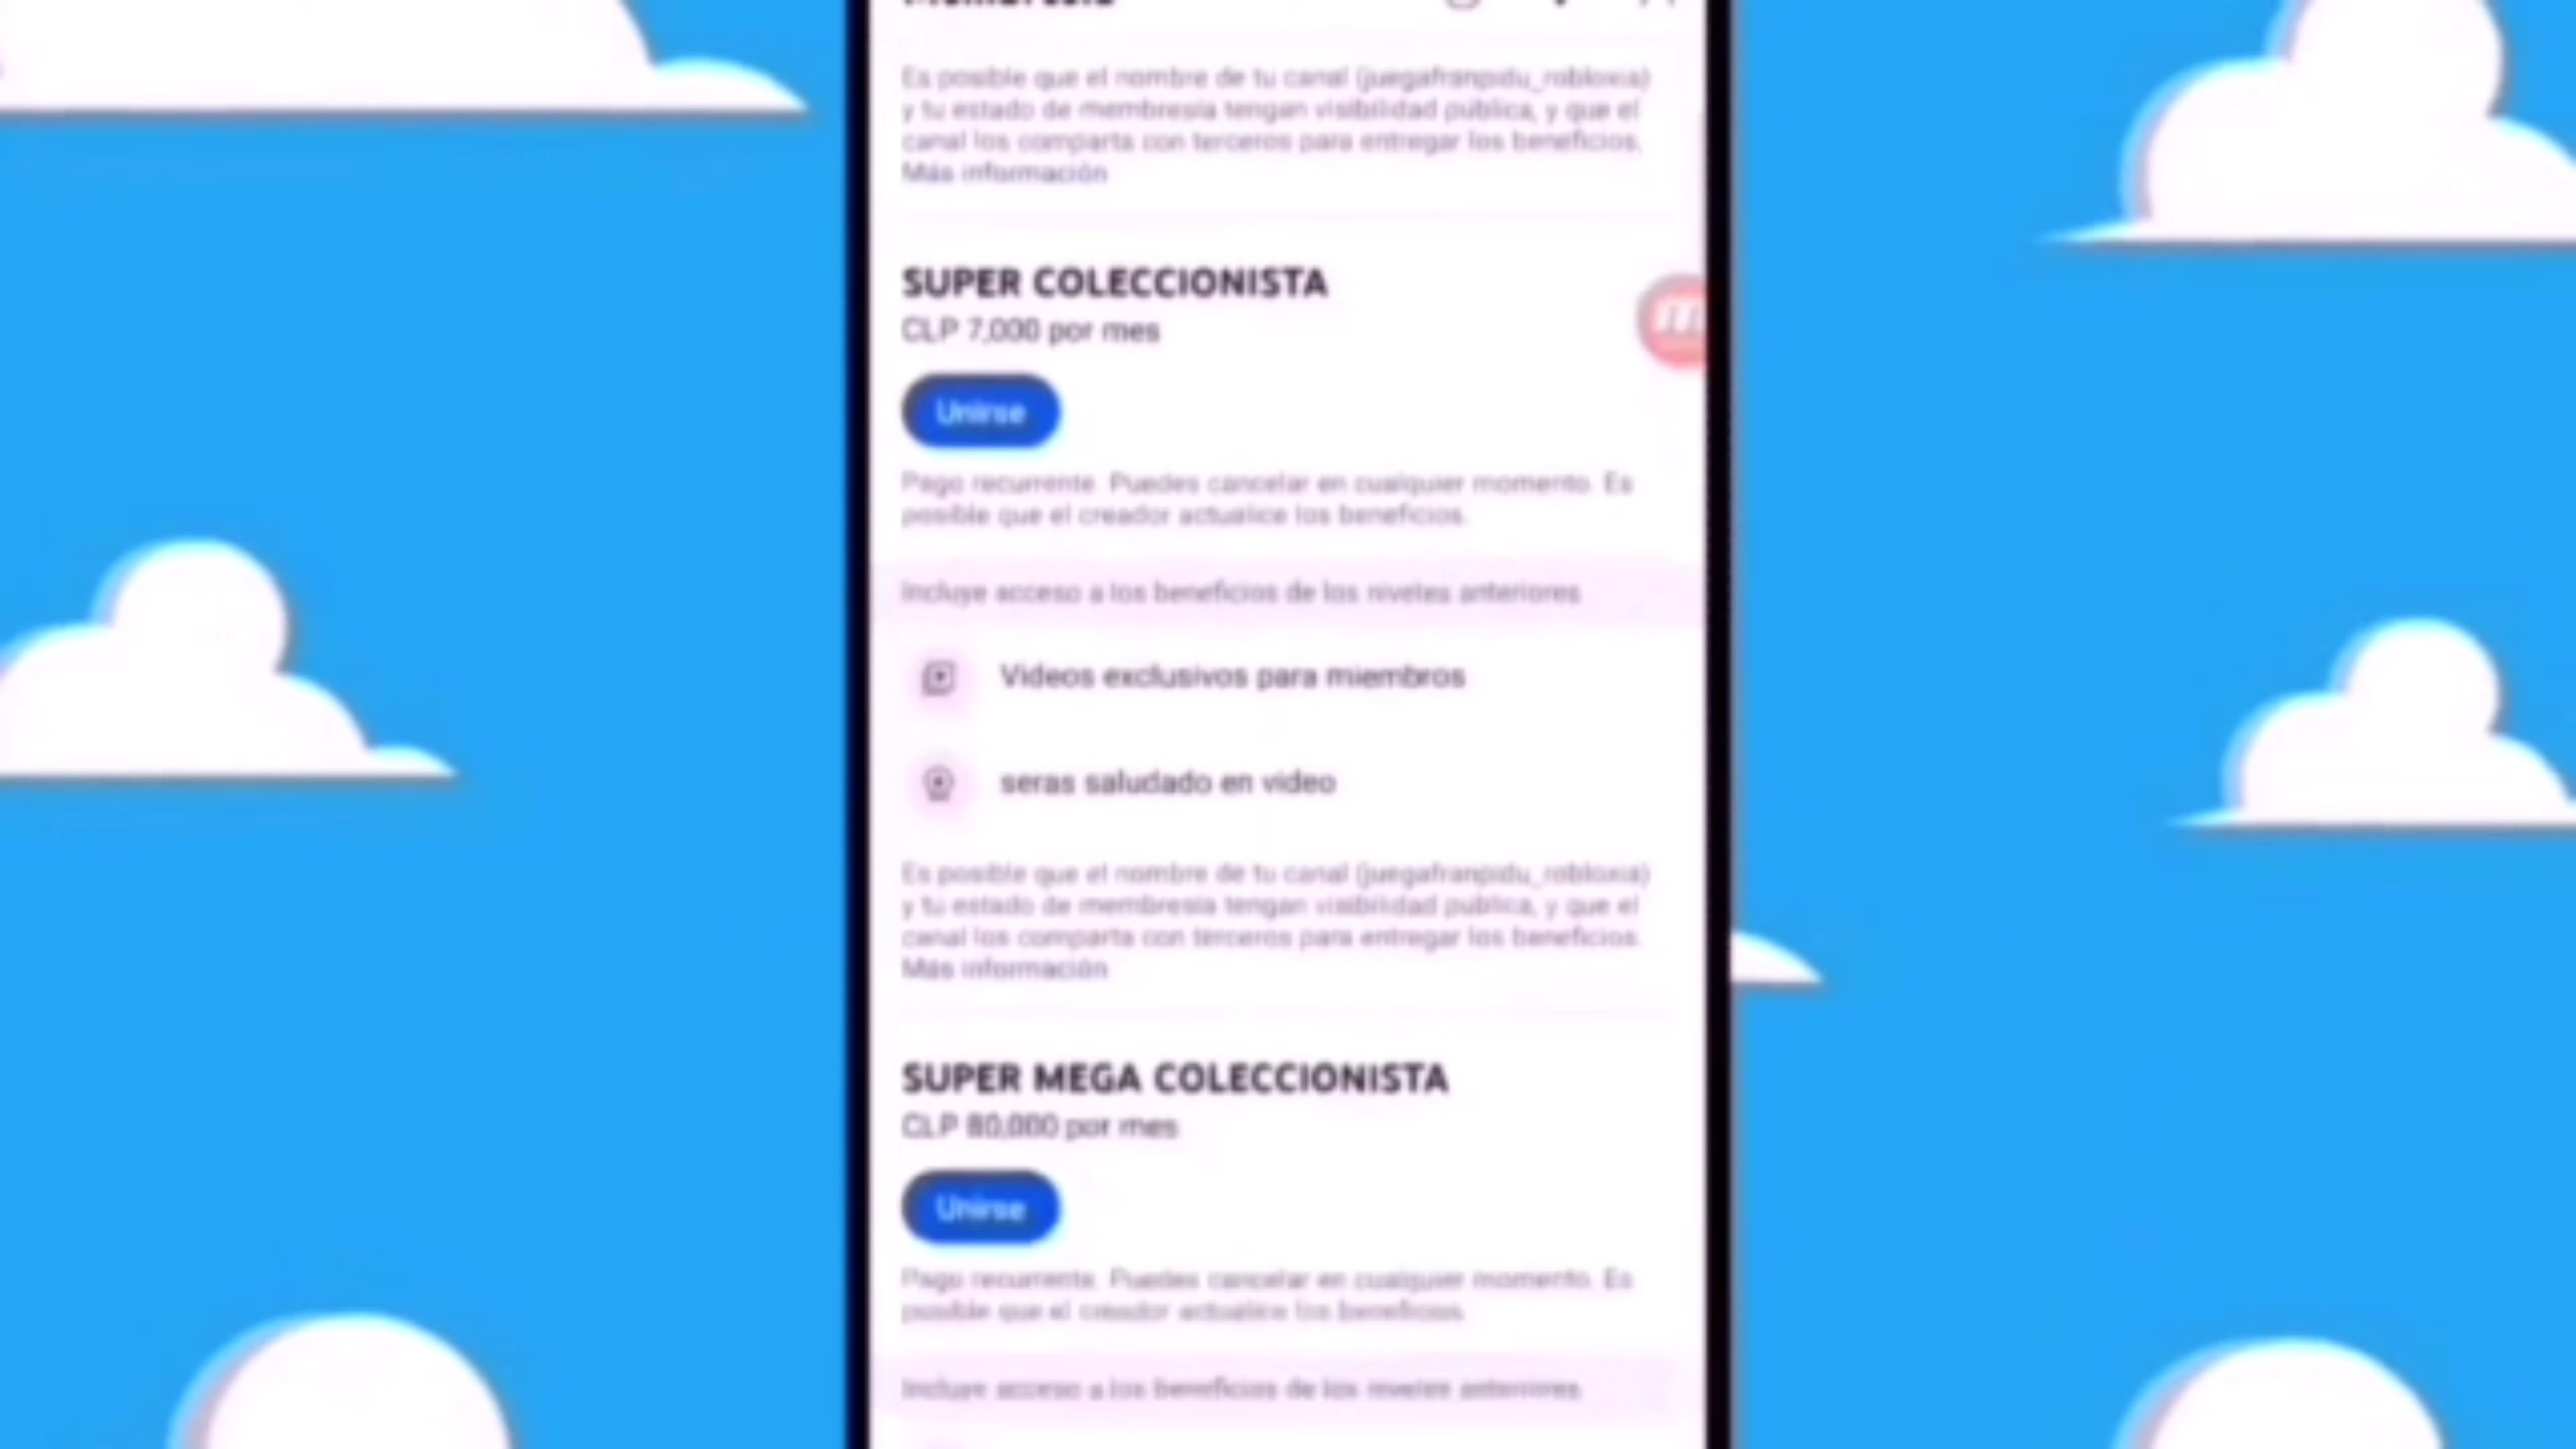 Es posible que el nombre de tu canal (juegafranpidu_robloxia)
y tu estado de membresía tengan visibilidad pública, y que el
canal los comparta con terceros para entregar los beneficios.
Más información
SUPER COLECCIONISTA
CLP 7,000 por mes
Unirse
Pago recurrente. Puedes cancelar en cualquier momento. Es
posible que el creador actualice los beneficios.
Incluye acceso a los beneficios de los niveles anteriores
Videos exclusivos para miembros
seras saludado en video
Es posible que el nombre de tu canal (juegafranpidu_robloxia)
y tu estado de membresía tengan visibilidad pública, y que el
canal los comparta con terceros para entregar los beneficios.
Más información
SUPER MEGA COLECCIONISTA
CLP 80,000 por mes
Unirse
Pago recurrente. Puedes cancelar en cualquier momento. Es
posible que el creador actualice los beneficios.
Incluye acceso a los beneficios de los niveles anteriores